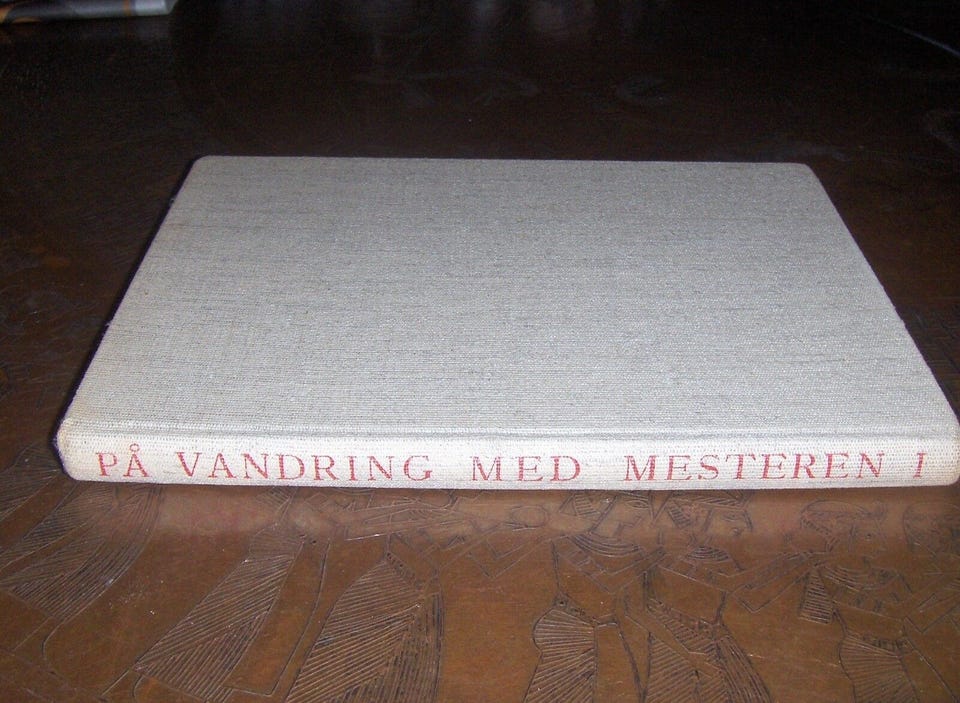 PÅ VANDRING MED MESTEREN I